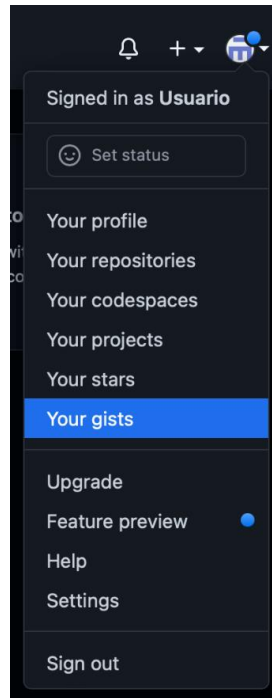 Signed in as Usuario
Set status
Your profile
Your repositories
Your codespaces
Your projects
Your stars
Your gists
Upgrade
Feature preview
Help
Settings
Sign out